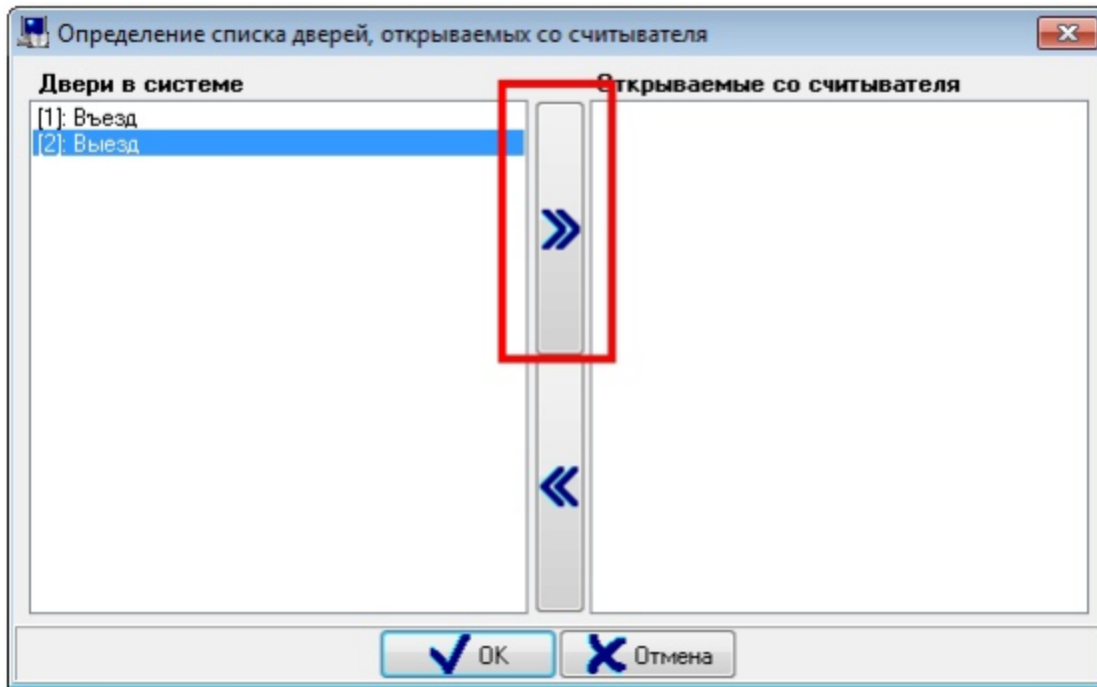 Определение списка дверей, открываемых со считывателя
Двери в системе
Открываемые со считывателя
[1]: Въезд
[2]: Выезд
OK
Отмена